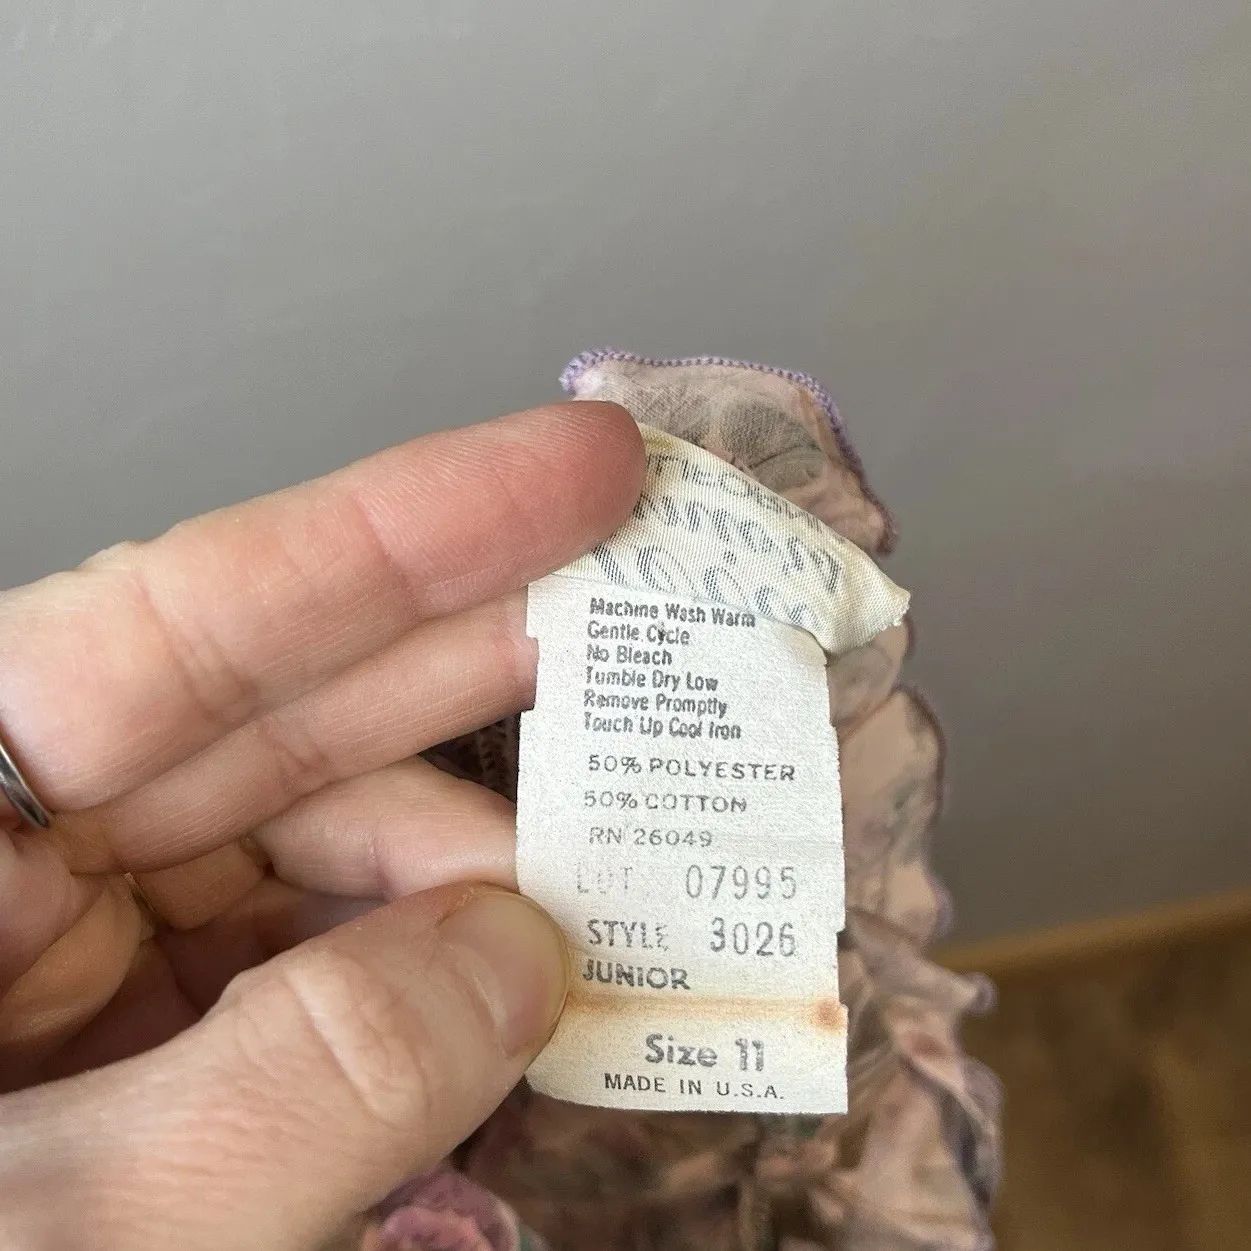 Machine Wash Warm
Gentle Cycle
No Bleach
Tumble Dry Low
Remove Promptly
Touch Up Cool Iron
50% POLYESTER
50% COTTON
RN 26049
LOT 07995
STYLE 3026
JUNIOR
Size 11
MADE IN U.S.A.